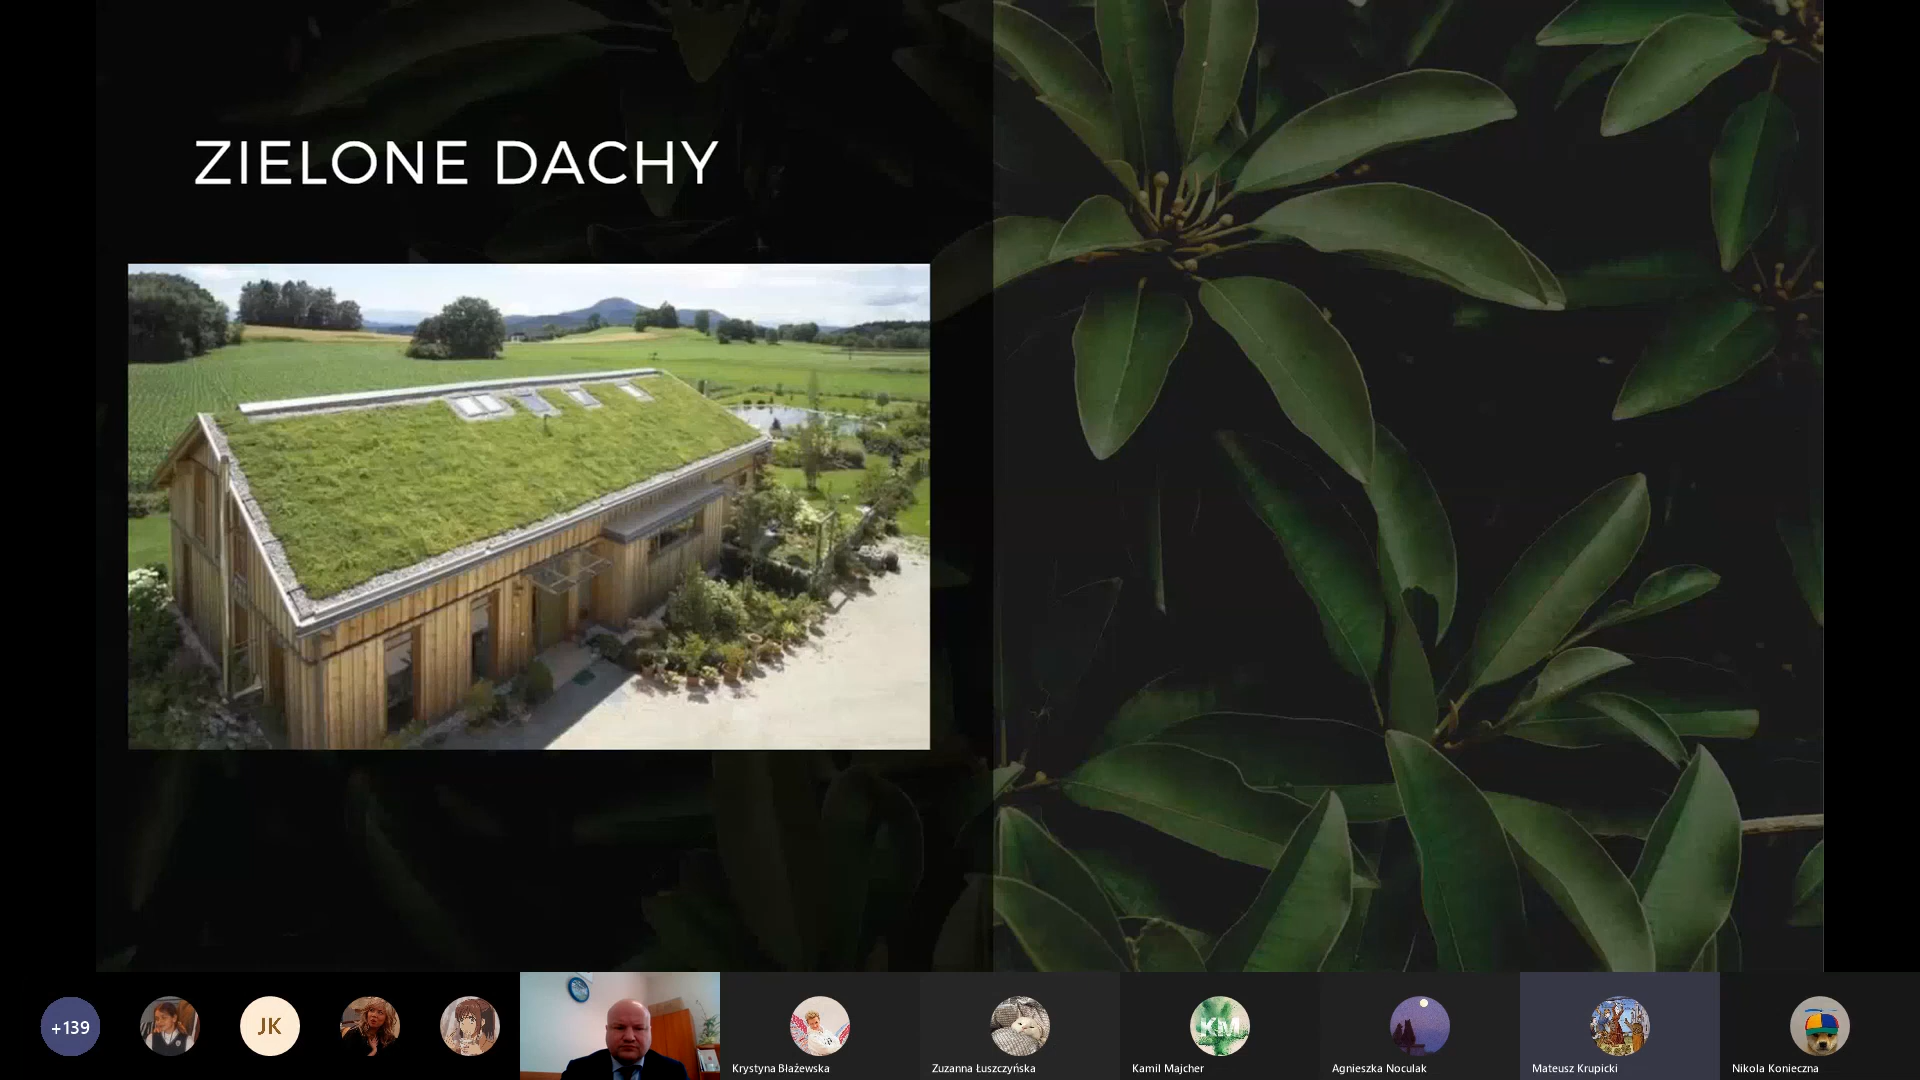 ZIELONE DACHY
+139
JK
KM
Krystyna Błażewska
Zuzanna Łuszczyńska
Kamil Majcher
Agnieszka Noculak
Mateusz Krupicki
Nikola Konieczna